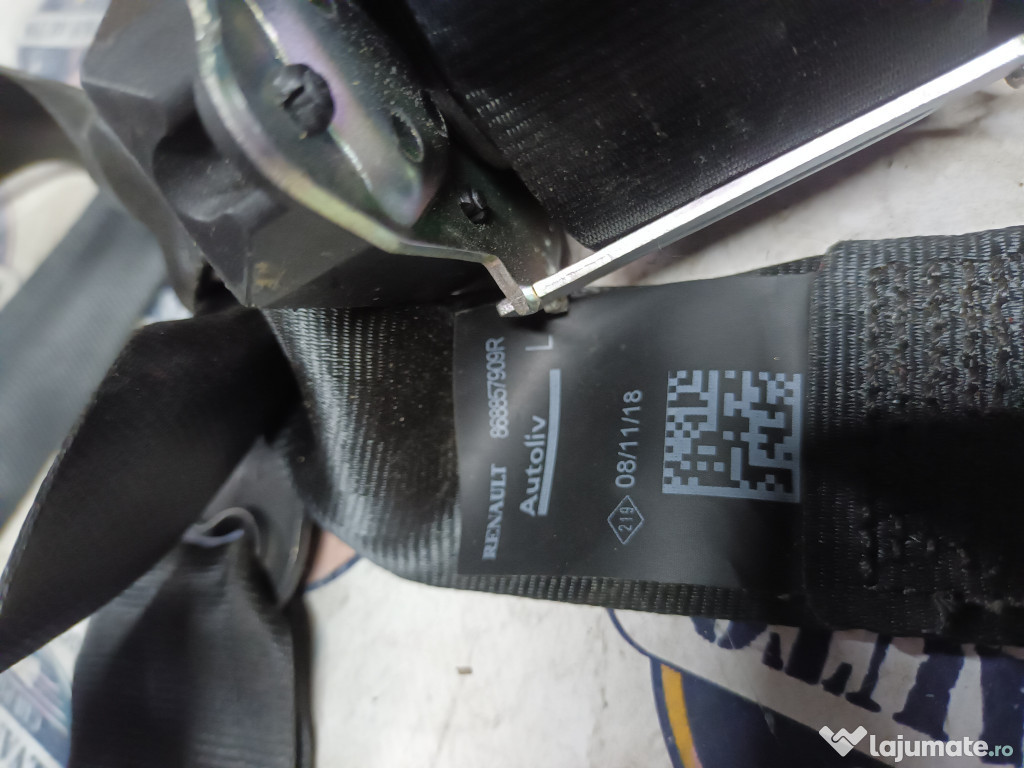 RENAULT 868857909R
Autoliv L
219 08/11/18
lajumate.ro